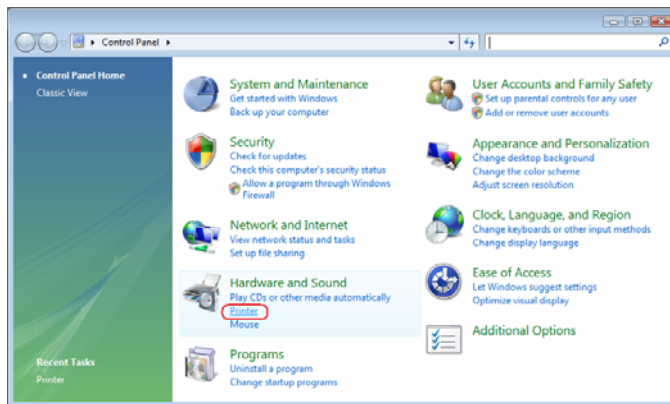 Control Panel
Control Panel Home
Classic View
Recent Tasks
Printer
System and Maintenance
Get started with Windows
Back up your computer
Security
Check for updates
Check this computer's security status
Allow a program through Windows
Firewall
Network and Internet
View network status and tasks
Set up file sharing
Hardware and Sound
Play CDs or other media automatically
Printer
Mouse
Programs
Uninstall a program
Change startup programs
User Accounts and Family Safety
Set up parental controls for any user
Add or remove user accounts
Appearance and Personalization
Change desktop background
Change the color scheme
Adjust screen resolution
Clock, Language, and Region
Change keyboards or other input methods
Change display language
Ease of Access
Let Windows suggest settings
Optimize visual display
Additional Options